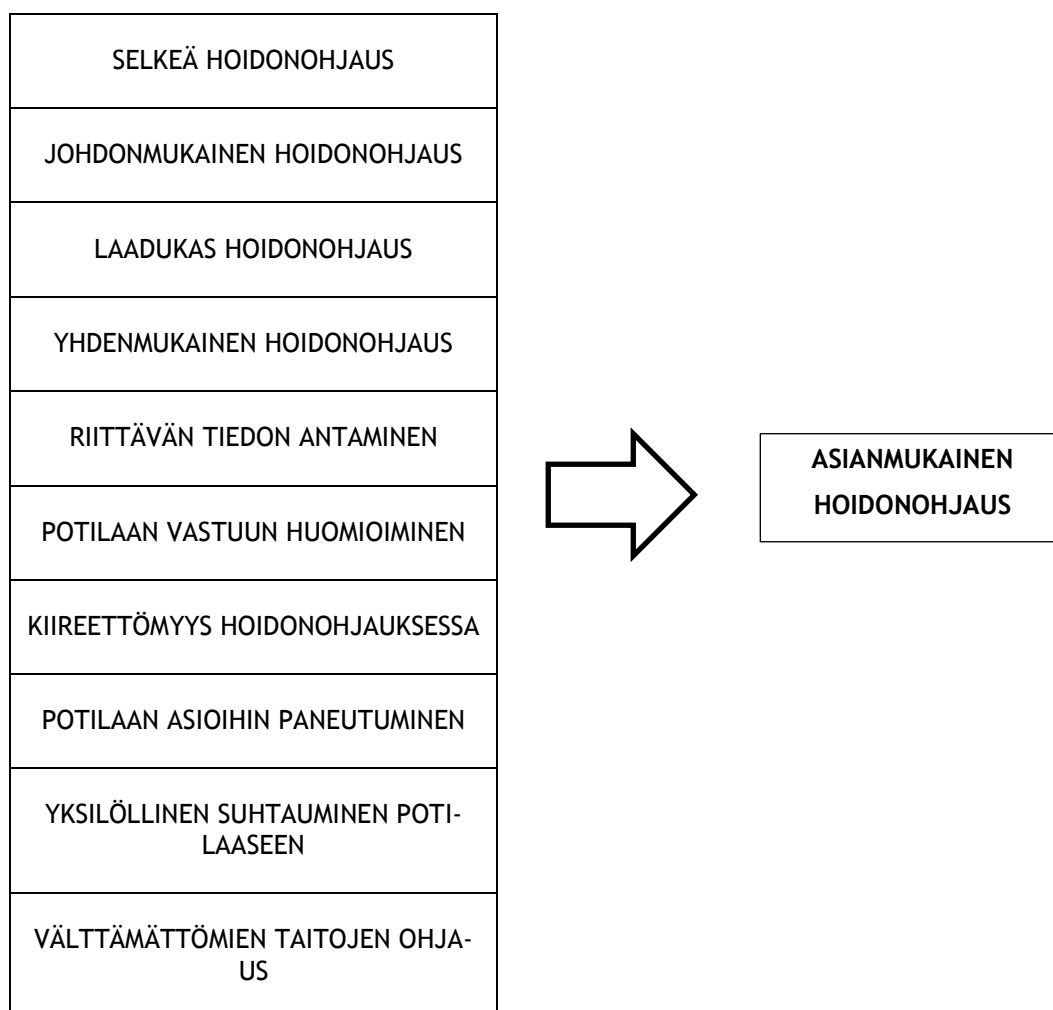 SELKEÄ HOIDONOHJAUS
JOHDONMUKAINEN HOIDONOHJAUS
LAADUKAS HOIDONOHJAUS
YHDENMUKAINEN HOIDONOHJAUS
RIITTÄVÄN TIEDON ANTAMINEN
POTILAAN VASTUUN HUOMIOIMINEN
KIIREETTÖMYYS HOIDONOHJAUKSESSA
POTILAAN ASIOIHIN PANEUTUMINEN
YKSILÖLLINEN SUHTAUMINEN POTI-
LAASEEN
VÄLTTÄMÄTTÖMIEN TAITOJEN OHJA-
US
ASIANMUKAINEN
HOIDONOHJAUS